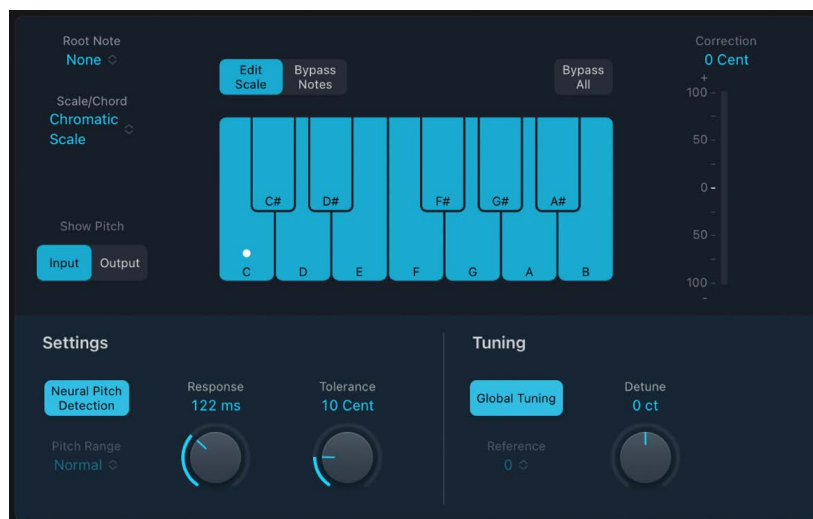 Root Note
None
Scale/Chord
Chromatic
Scale
Show Pitch
Input
Output
Edit
Scale
Bypass
Notes
Bypass
All
C#
D#
F#
G#
A#
C
D
E
F
G
A
B
Correction
0 Cent
+
100 -
-
50 -
-
0 -
-
50 -
-
100 -
-
Settings
Neural Pitch
Detection
Pitch Range
Normal
Response
122 ms
Tolerance
10 Cent
Tuning
Global Tuning
Reference
0
Detune
0 ct